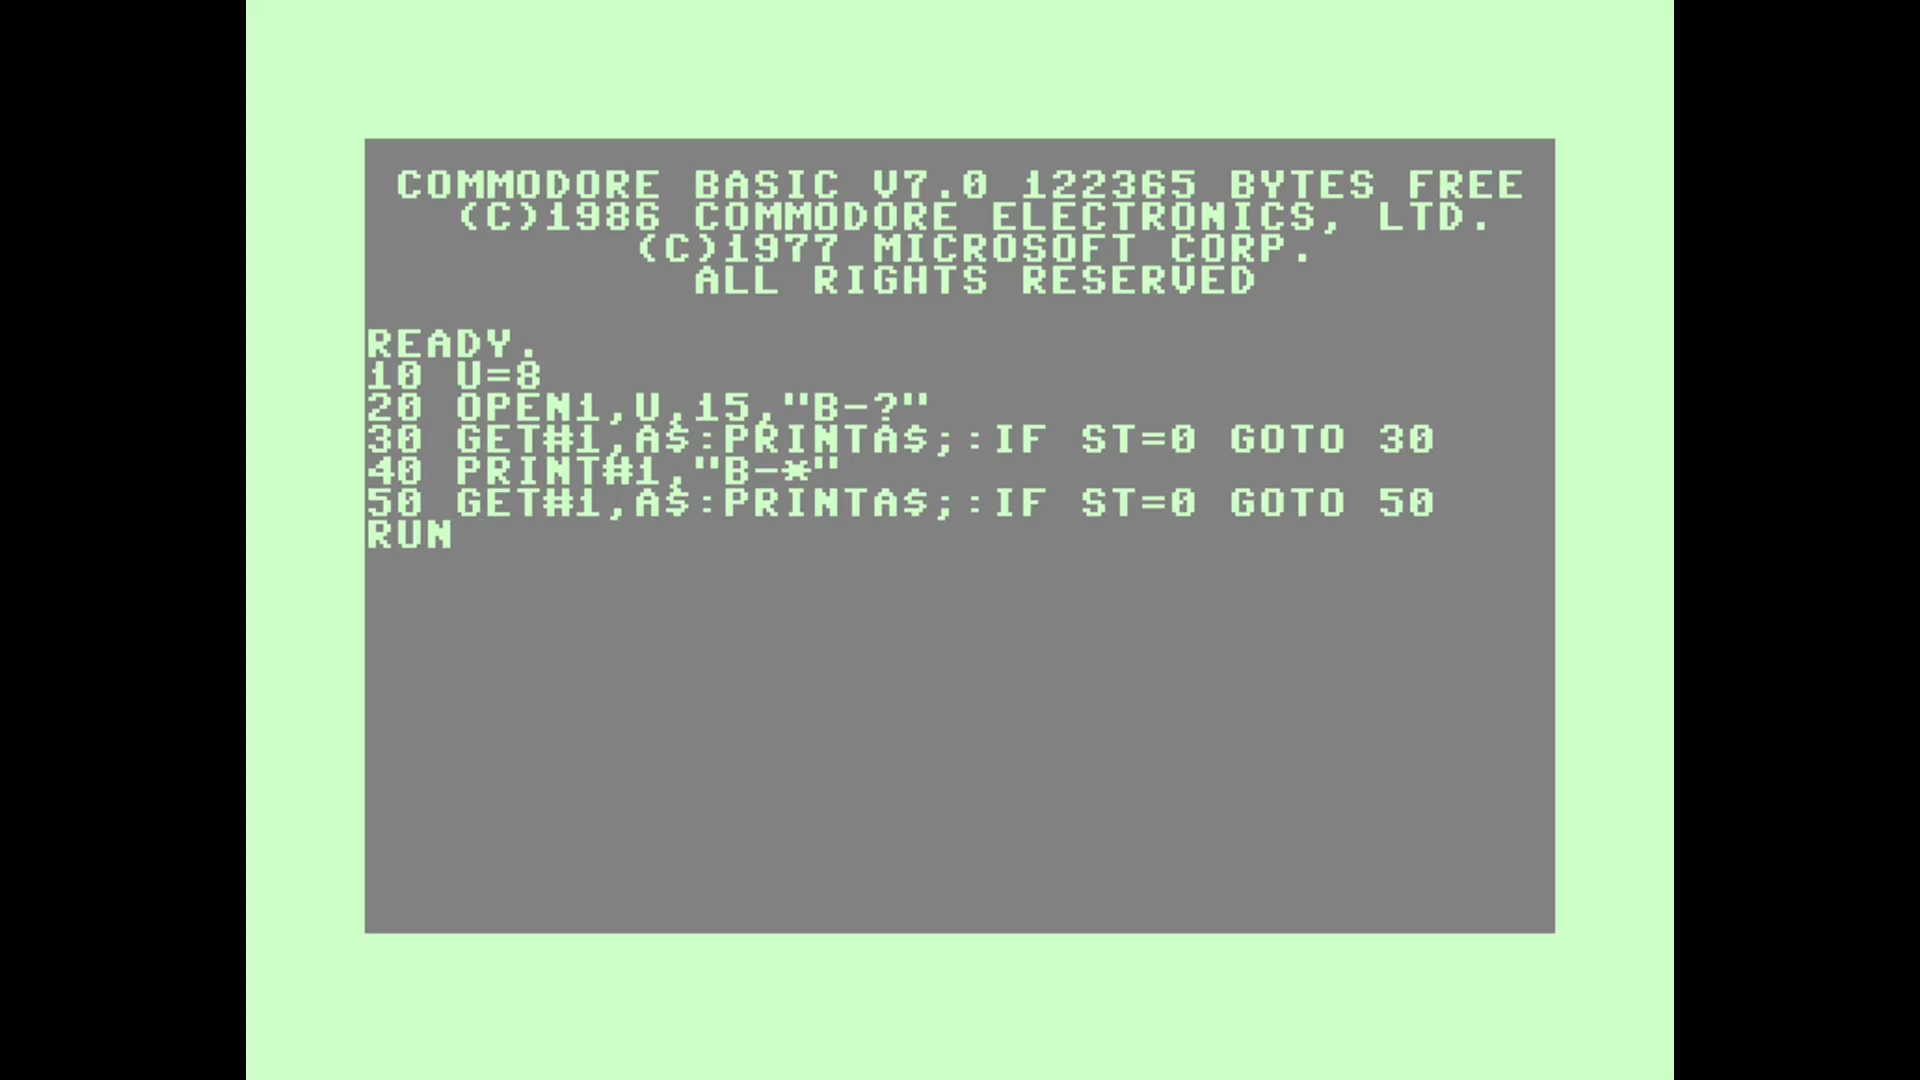 COMMODORE BASIC V7.0 122365 BYTES FREE
(C)1986 COMMODORE ELECTRONICS, LTD.
(C)1977 MICROSOFT CORP.
ALL RIGHTS RESERVED
READY.
10 U=8
20 OPEN1,U,15,"B-?"
30 GET#1,A$:PRINTA$;:IF ST=0 GOTO 30
40 PRINT#1,"B-*"
50 GET#1,A$:PRINTA$;:IF ST=0 GOTO 50
RUN